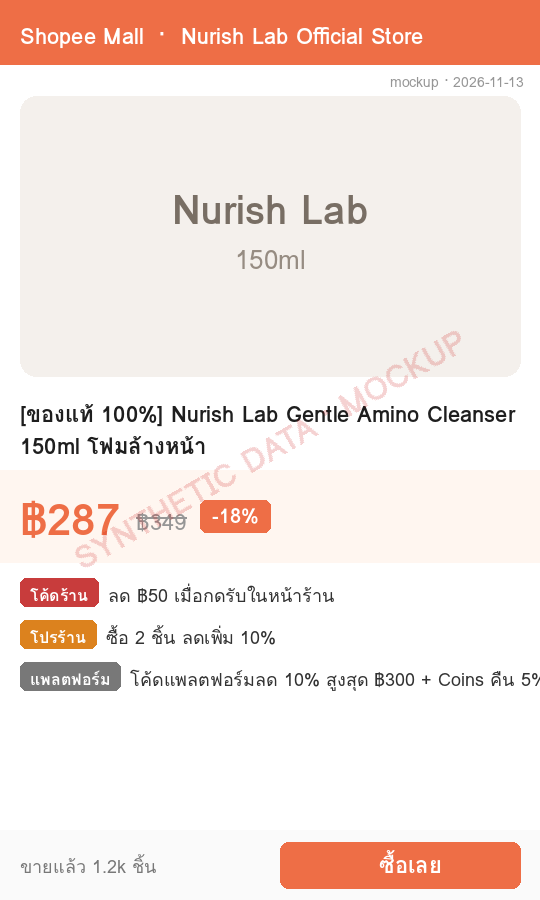 Shopee Mall · Nurish Lab Official Store
mockup · 2026-11-13
Nurish Lab
150ml
[ของแท้ 100%] Nurish Lab Gentle Amino Cleanser
150ml โฟมล้างหน้า
฿287 ฿349 -18%
SYNTHETIC DATA · MOCKUP
โค้ดร้าน ลด ฿50 เมื่อกดรับในหน้าร้าน
โปรร้าน ซื้อ 2 ชิ้น ลดเพิ่ม 10%
แพลตฟอร์ม โค้ดแพลตฟอร์มลด 10% สูงสุด ฿300 + Coins คืน 5%
ขายแล้ว 1.2k ชิ้น ซื้อเลย